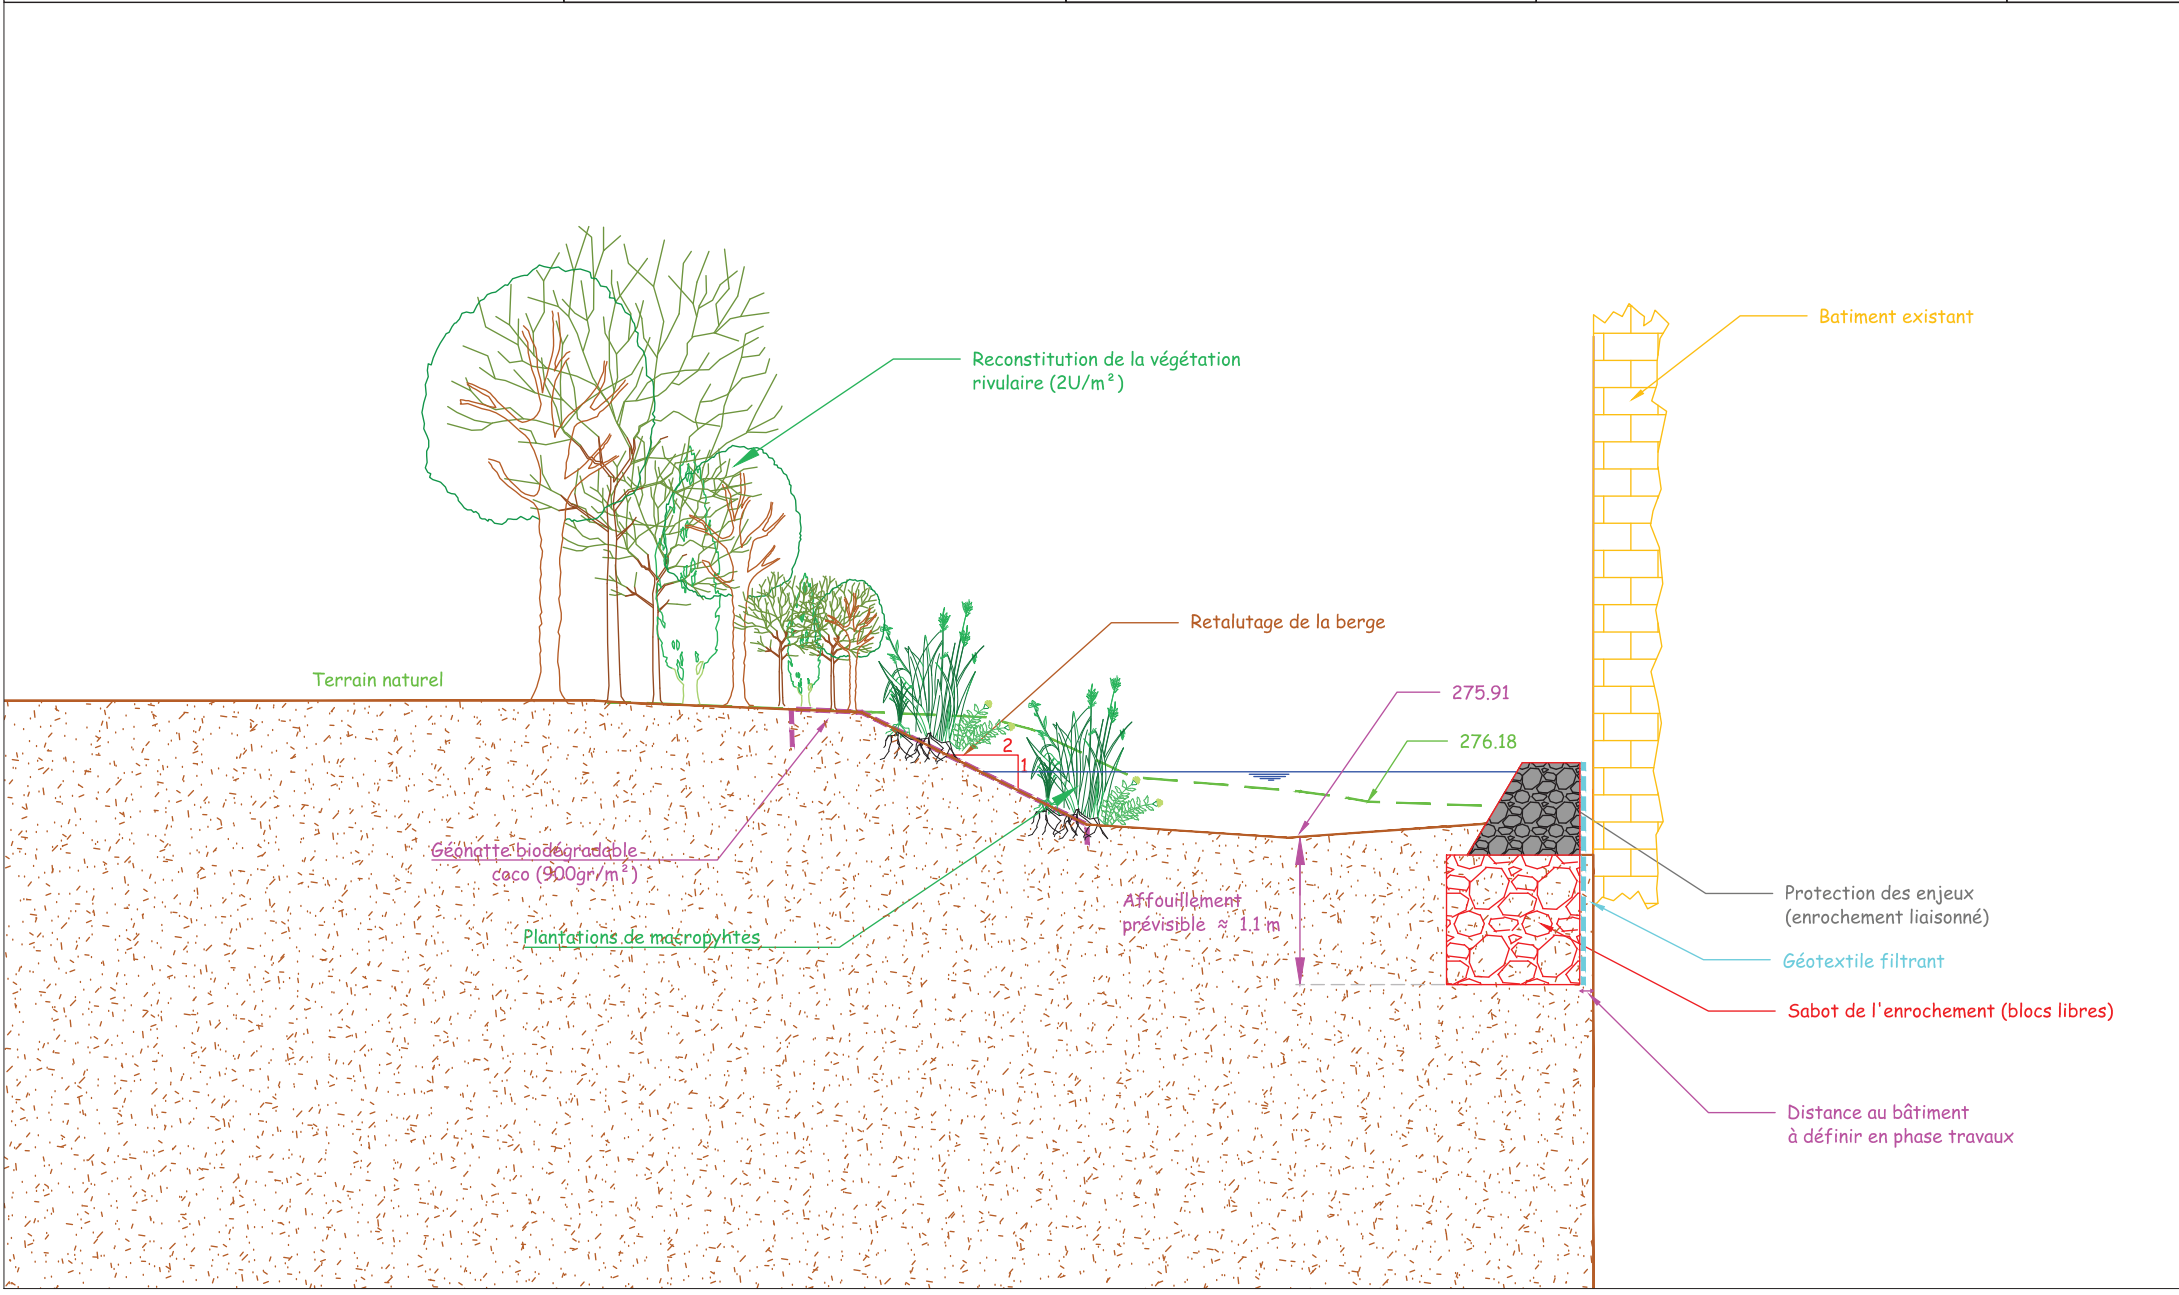 Batiment existant
Reconstitution de la végétation
rivulaire (2U/m²)
Retalutage de la berge
Terrain naturel
275.91
276.18
2
1
Géonatte biodégradable
coco (900gr/m²)
Affouillement
prévisible ≈ 1.1 m
Plantations de macropyhtes
Protection des enjeux
(enrochement liaisonné)
Géotextile filtrant
Sabot de l'enrochement (blocs libres)
Distance au bâtiment
à définir en phase travaux